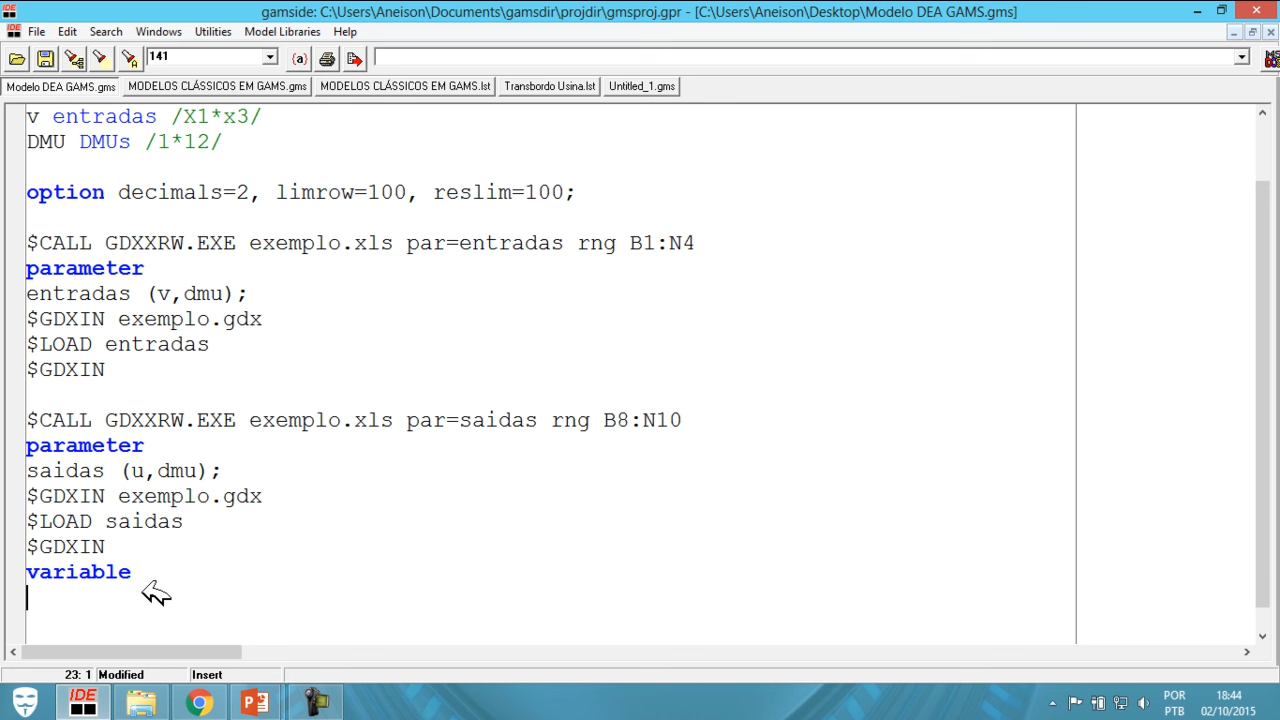 gamside: C:\Users\Aneison\Documents\gamsdir\projdir\gmsproj.gpr - [C:\Users\Aneison\Desktop\Modelo DEA GAMS.gms]
IDE File Edit Search Windows Utilities Model Libraries Help
141 {a}
Modelo DEA GAMS.gms MODELOS CLÁSSICOS EM GAMS.gms MODELOS CLÁSSICOS EM GAMS.lst Transbordo Usina.lst Untitled_1.gms
v entradas /X1*x3/
DMU DMUs /1*12/
option decimals=2, limrow=100, reslim=100;
$CALL GDXXRW.EXE exemplo.xls par=entradas rng B1:N4
parameter
entradas (v,dmu);
$GDXIN exemplo.gdx
$LOAD entradas
$GDXIN
$CALL GDXXRW.EXE exemplo.xls par=saidas rng B8:N10
parameter
saidas (u,dmu);
$GDXIN exemplo.gdx
$LOAD saidas
$GDXIN
variable
23: 1 Modified Insert
IDE
POR 18:44
PTB 02/10/2015